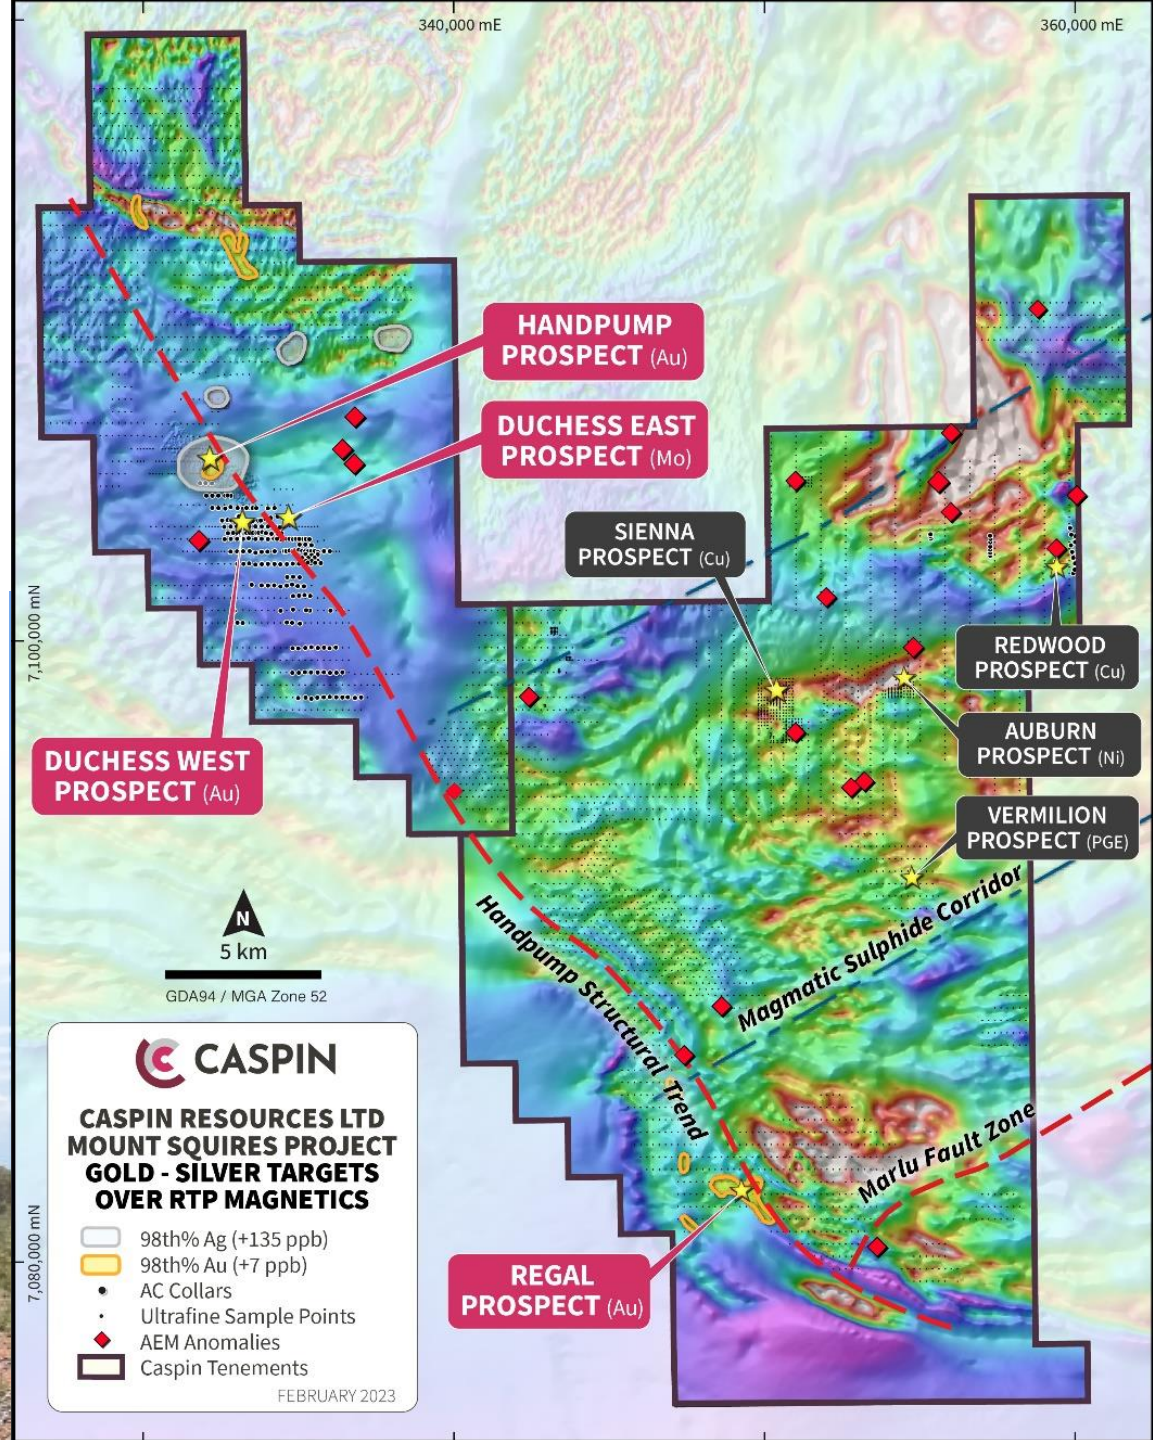 340,000 mE
360,000 mE
HANDPUMP
PROSPECT (Au)
DUCHESS EAST
PROSPECT (Mo)
SIENNA
PROSPECT (Cu)
7,100,000 mN
REDWOOD
PROSPECT (Cu)
AUBURN
PROSPECT (Ni)
DUCHESS WEST
PROSPECT (Au)
VERMILION
PROSPECT (PGE)
N
5 km
GDA94 / MGA Zone 52
Handpump Structural Trend
Magmatic Sulphide Corridor
Marlu Fault Zone
CASPIN
CASPIN RESOURCES LTD
MOUNT SQUIRES PROJECT
GOLD - SILVER TARGETS
OVER RTP MAGNETICS
98th% Ag (+135 ppb)
98th% Au (+7 ppb)
AC Collars
Ultrafine Sample Points
AEM Anomalies
Caspin Tenements
FEBRUARY 2023
7,080,000 mN
REGAL
PROSPECT (Au)